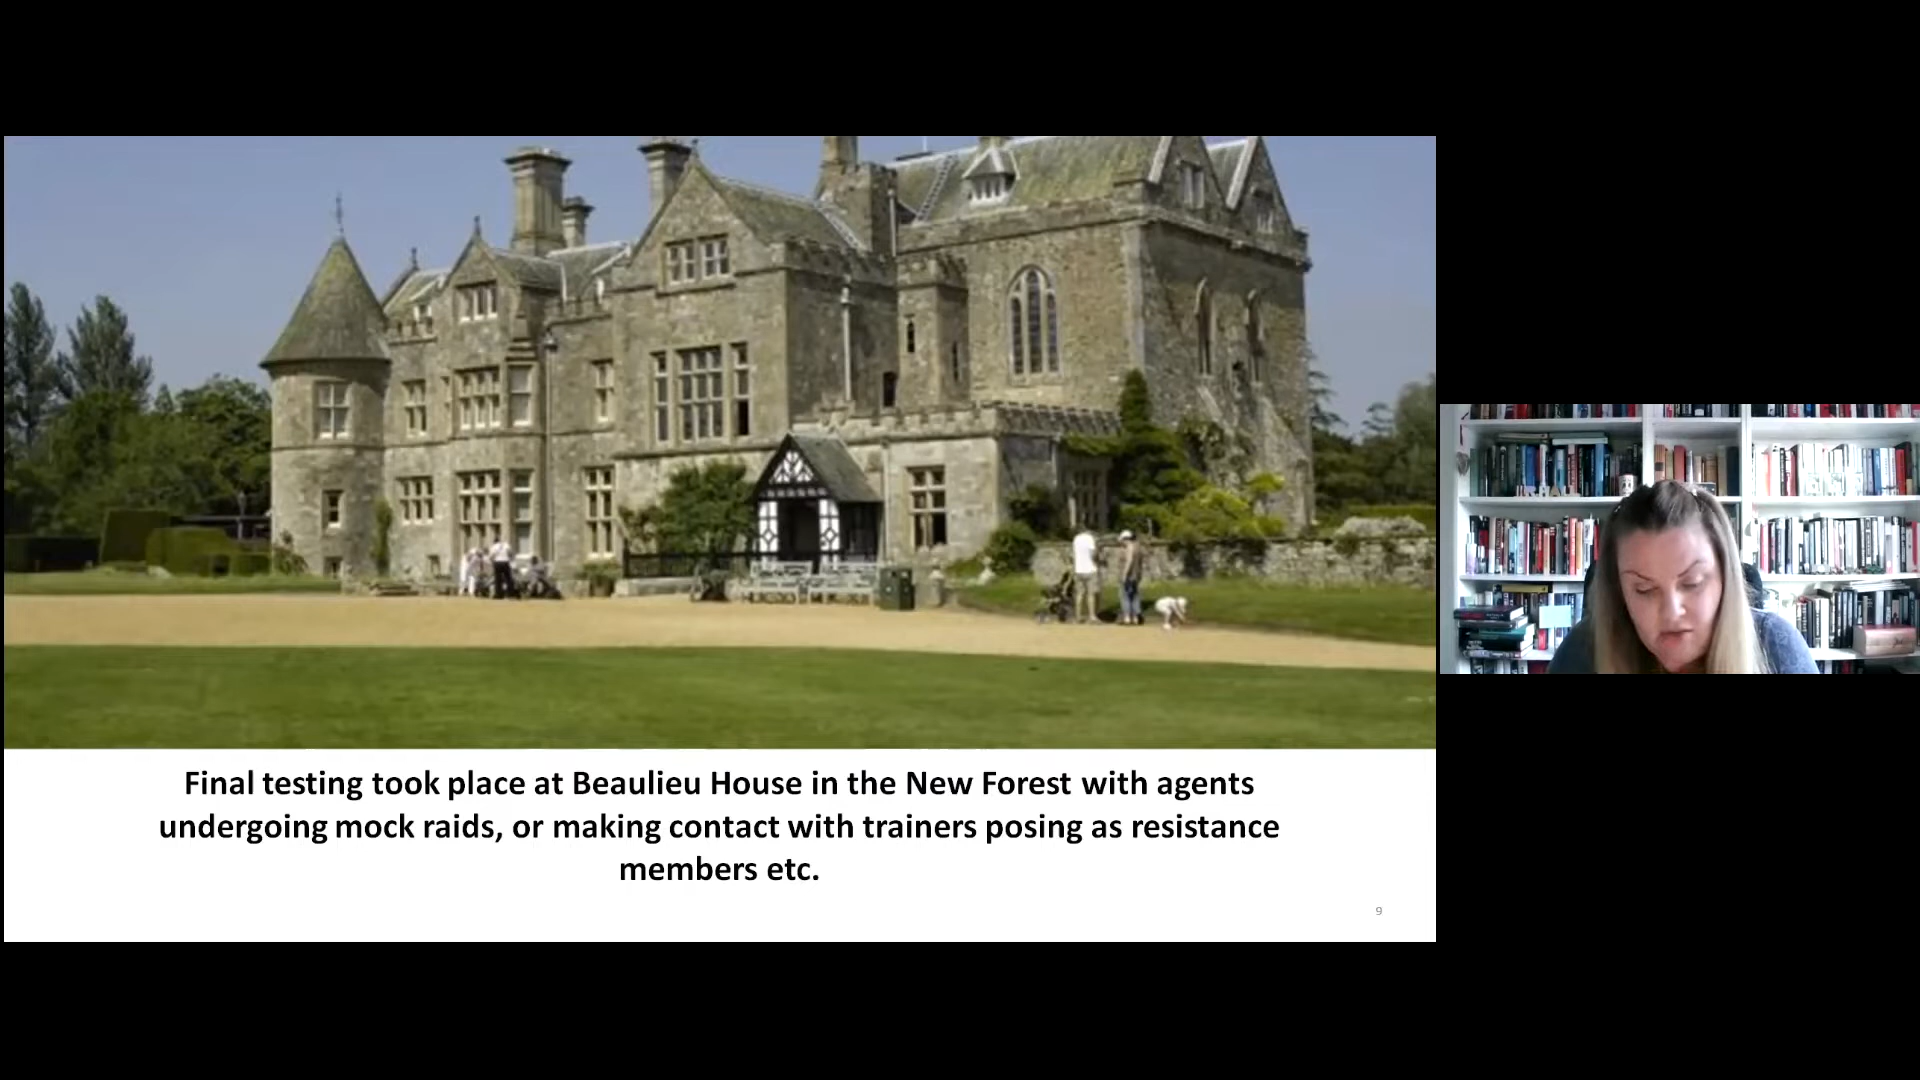 Final testing took place at Beaulieu House in the New Forest with agents
undergoing mock raids, or making contact with trainers posing as resistance
members etc.
9